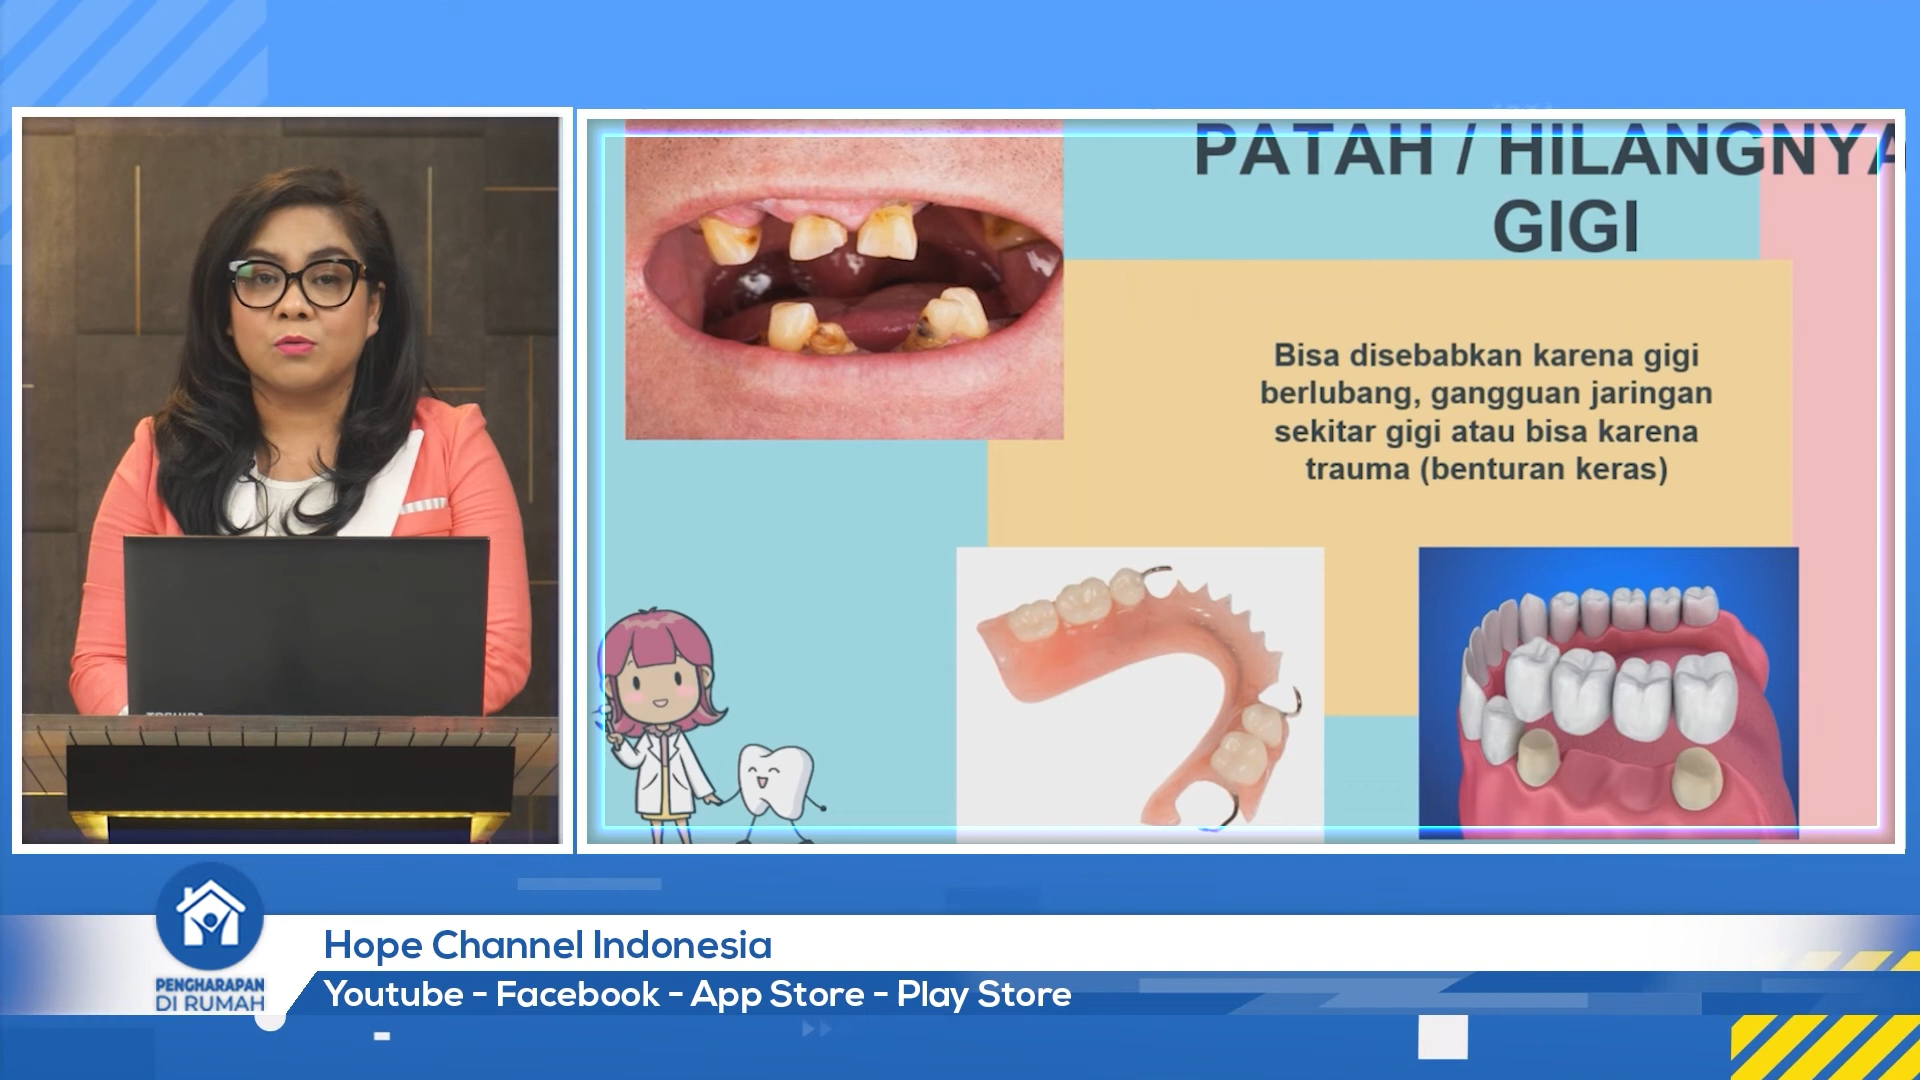 PATAH / HILANGNYA
GIGI
Bisa disebabkan karena gigi
berlubang, gangguan jaringan
sekitar gigi atau bisa karena
trauma (benturan keras)
TOSHIBA
Hope Channel Indonesia
Youtube - Facebook - App Store - Play Store
PENGHARAPAN
DI RUMAH